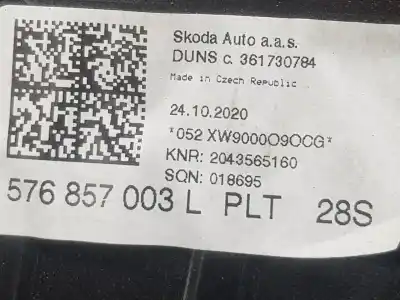 Skoda Auto a.a.s.
DUNS c. 361730784
Made in Czech Republic
24.10.2020
*052 XW9000O9OCG*
KNR: 2043565160
SQN: 018695
576 857 003 L PLT 28S